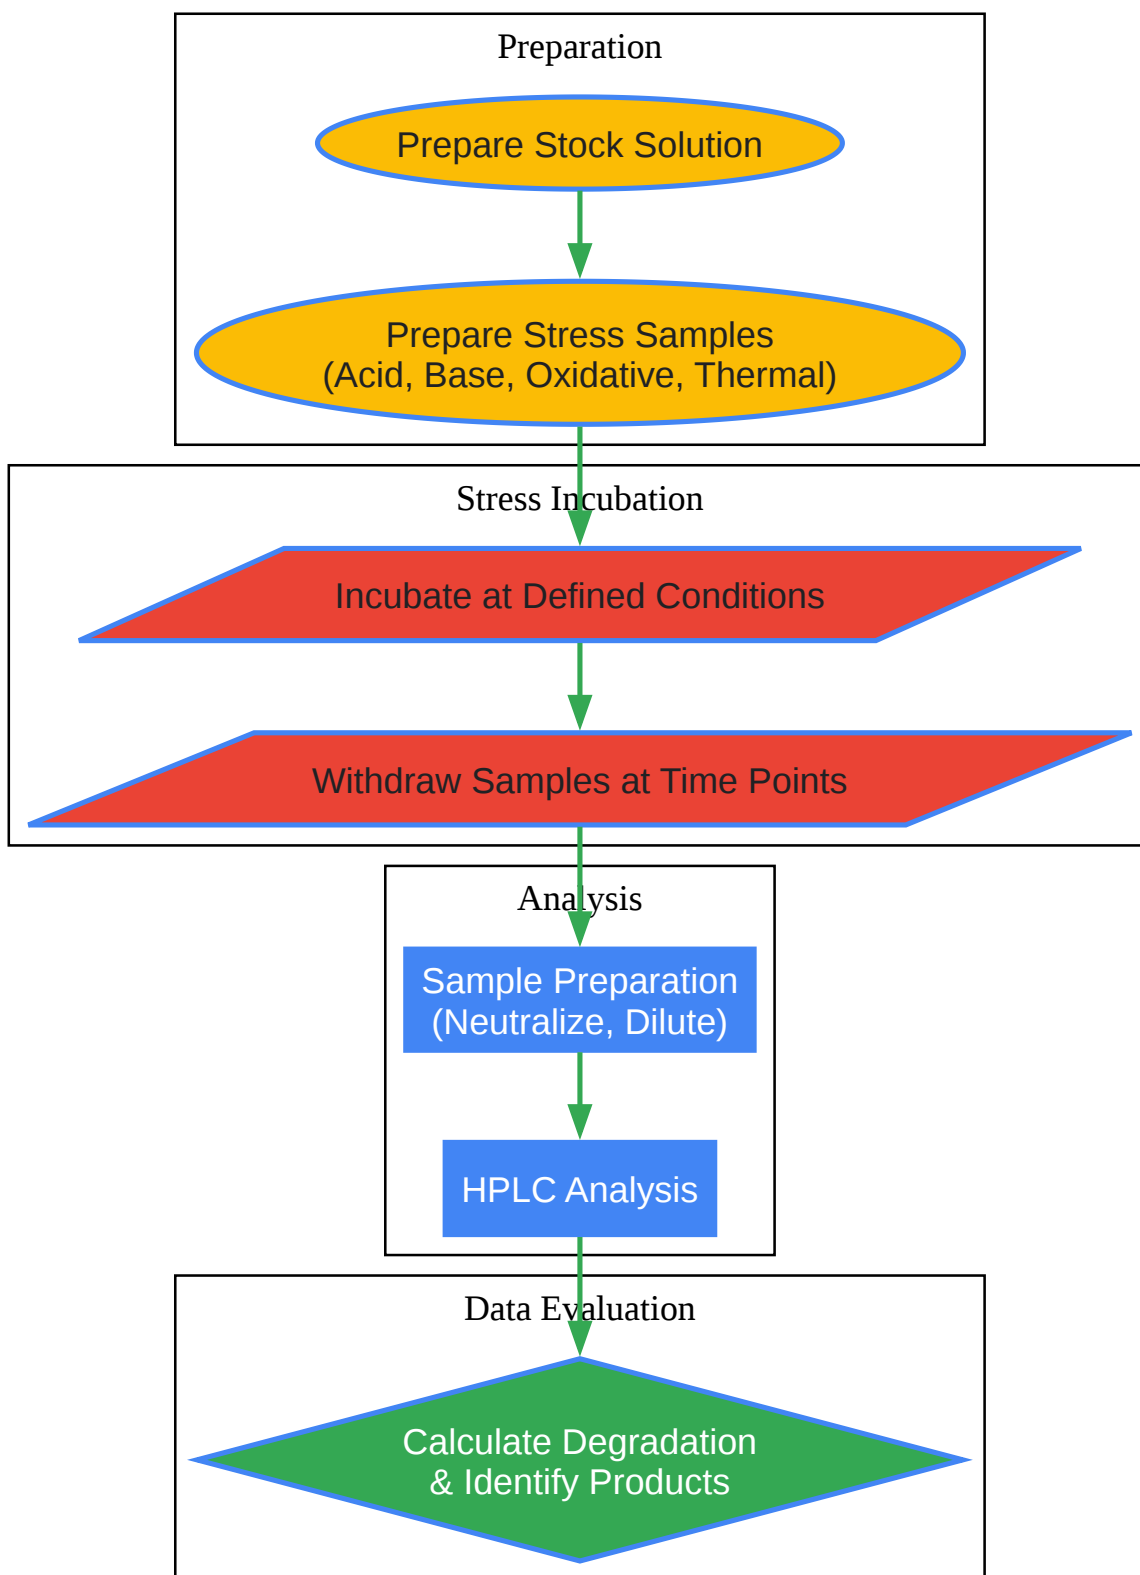 Preparation
Prepare Stock Solution
Prepare Stress Samples
(Acid, Base, Oxidative, Thermal)
Stress Incubation
Incubate at Defined Conditions
Withdraw Samples at Time Points
Analysis
Sample Preparation
(Neutralize, Dilute)
HPLC Analysis
Data Evaluation
Calculate Degradation
& Identify Products